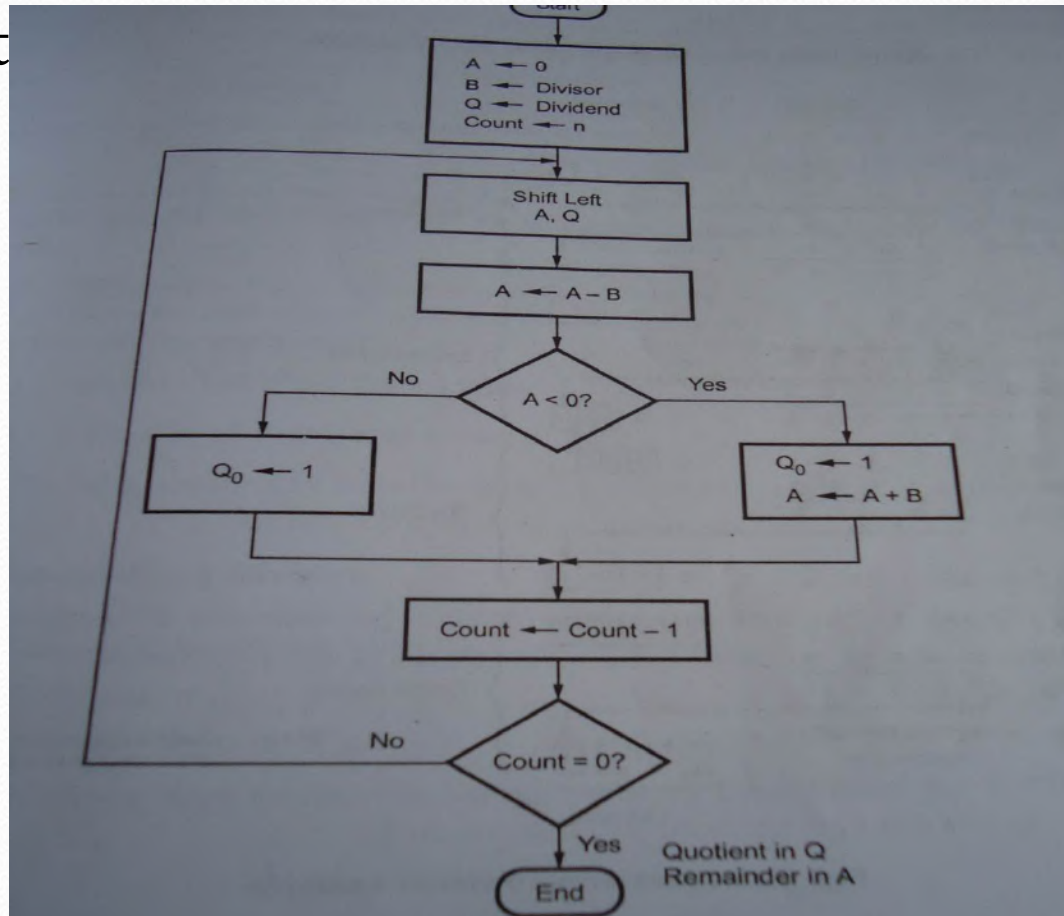 Start
A ← 0
B ← Divisor
Q ← Dividend
Count ← n
Shift Left
A, Q
A ← A – B
No
A < 0?
Yes
Q₀ ← 1
Q₀ ← 1
A ← A + B
Count ← Count – 1
No
Count = 0?
Yes
Quotient in Q
Remainder in A
End